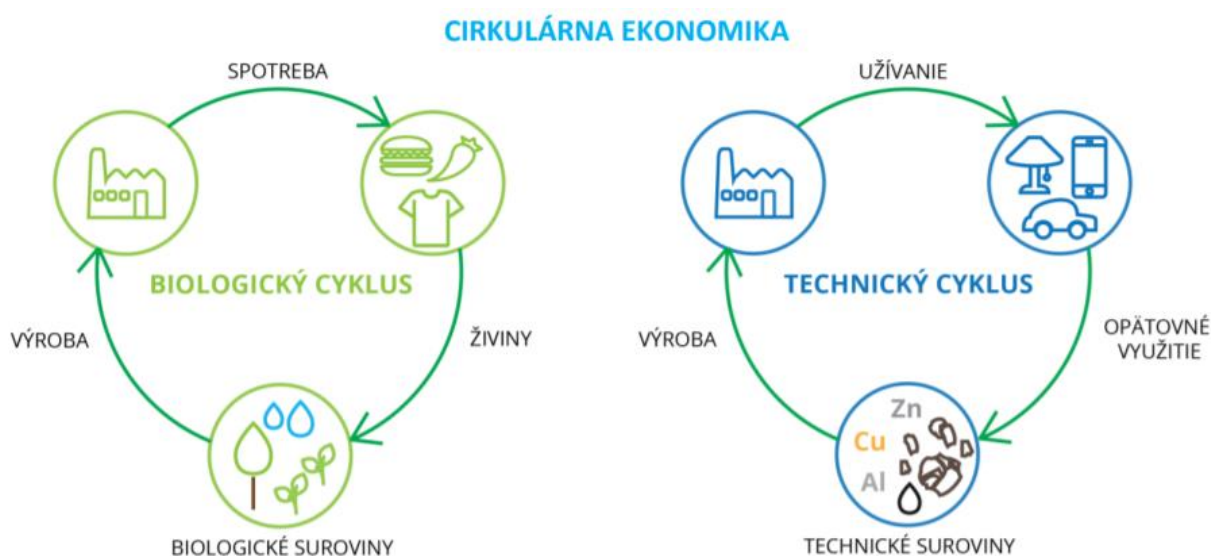 CIRKULÁRNA EKONOMIKA
SPOTREBA
BIOLOGICKÝ CYKLUS
VÝROBA
ŽIVINY
BIOLOGICKÉ SUROVINY
UŽÍVANIE
TECHNICKÝ CYKLUS
VÝROBA
OPÄTOVNÉ
VYUŽITIE
Zn
Cu
Al
TECHNICKÉ SUROVINY